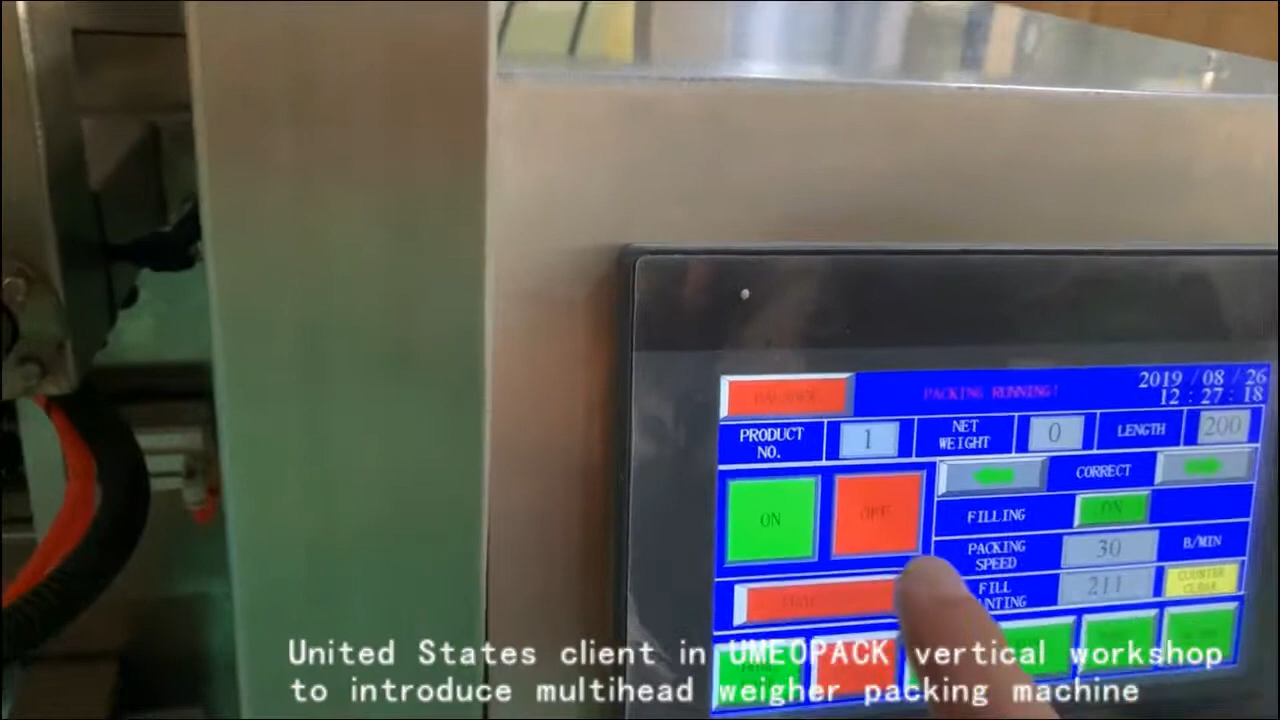 PACKING RUNNING!
2019 / 08 / 26
12 : 27 : 18
PRODUCT NO.
1
NET WEIGHT
0
LENGTH
200
CORRECT
ON
OFF
FILLING
ON
PACKING SPEED
30
B/MIN
FILL
211
COUNTER CLEAR
United States client in UMEOPACK vertical workshop
to introduce multihead weigher packing machine